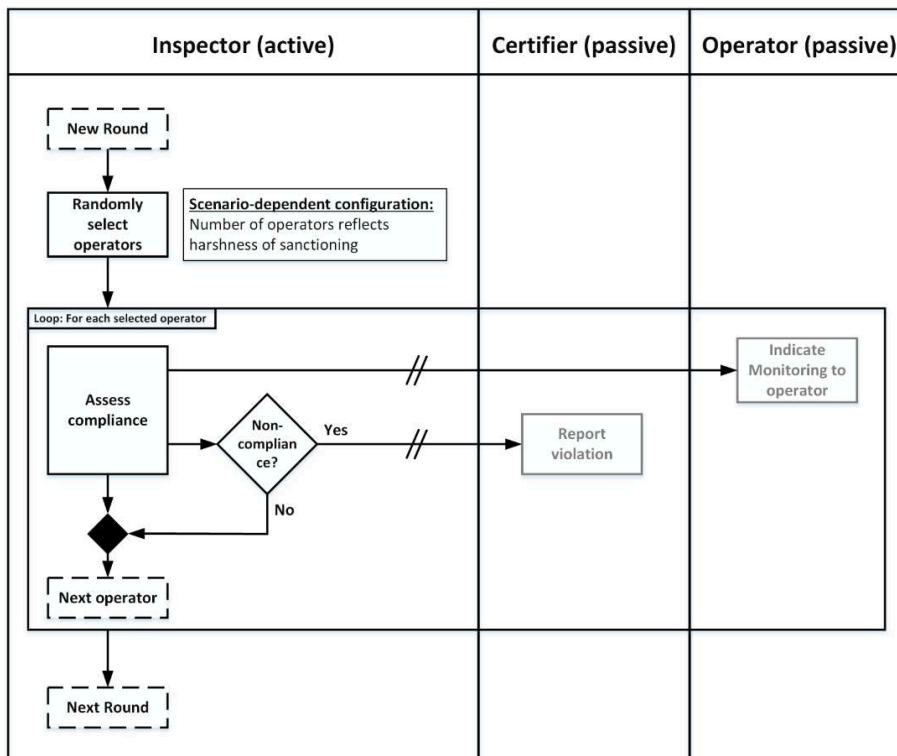 Inspector (active)
Certifier (passive)
Operator (passive)
New Round
Randomly
select
operators
Scenario-dependent configuration:
Number of operators reflects
harshness of sanctioning
Loop: For each selected operator
Indicate
Monitoring to
operator
Assess
compliance
Non-
complian
ce?
Yes
Report
violation
No
Next operator
Next Round